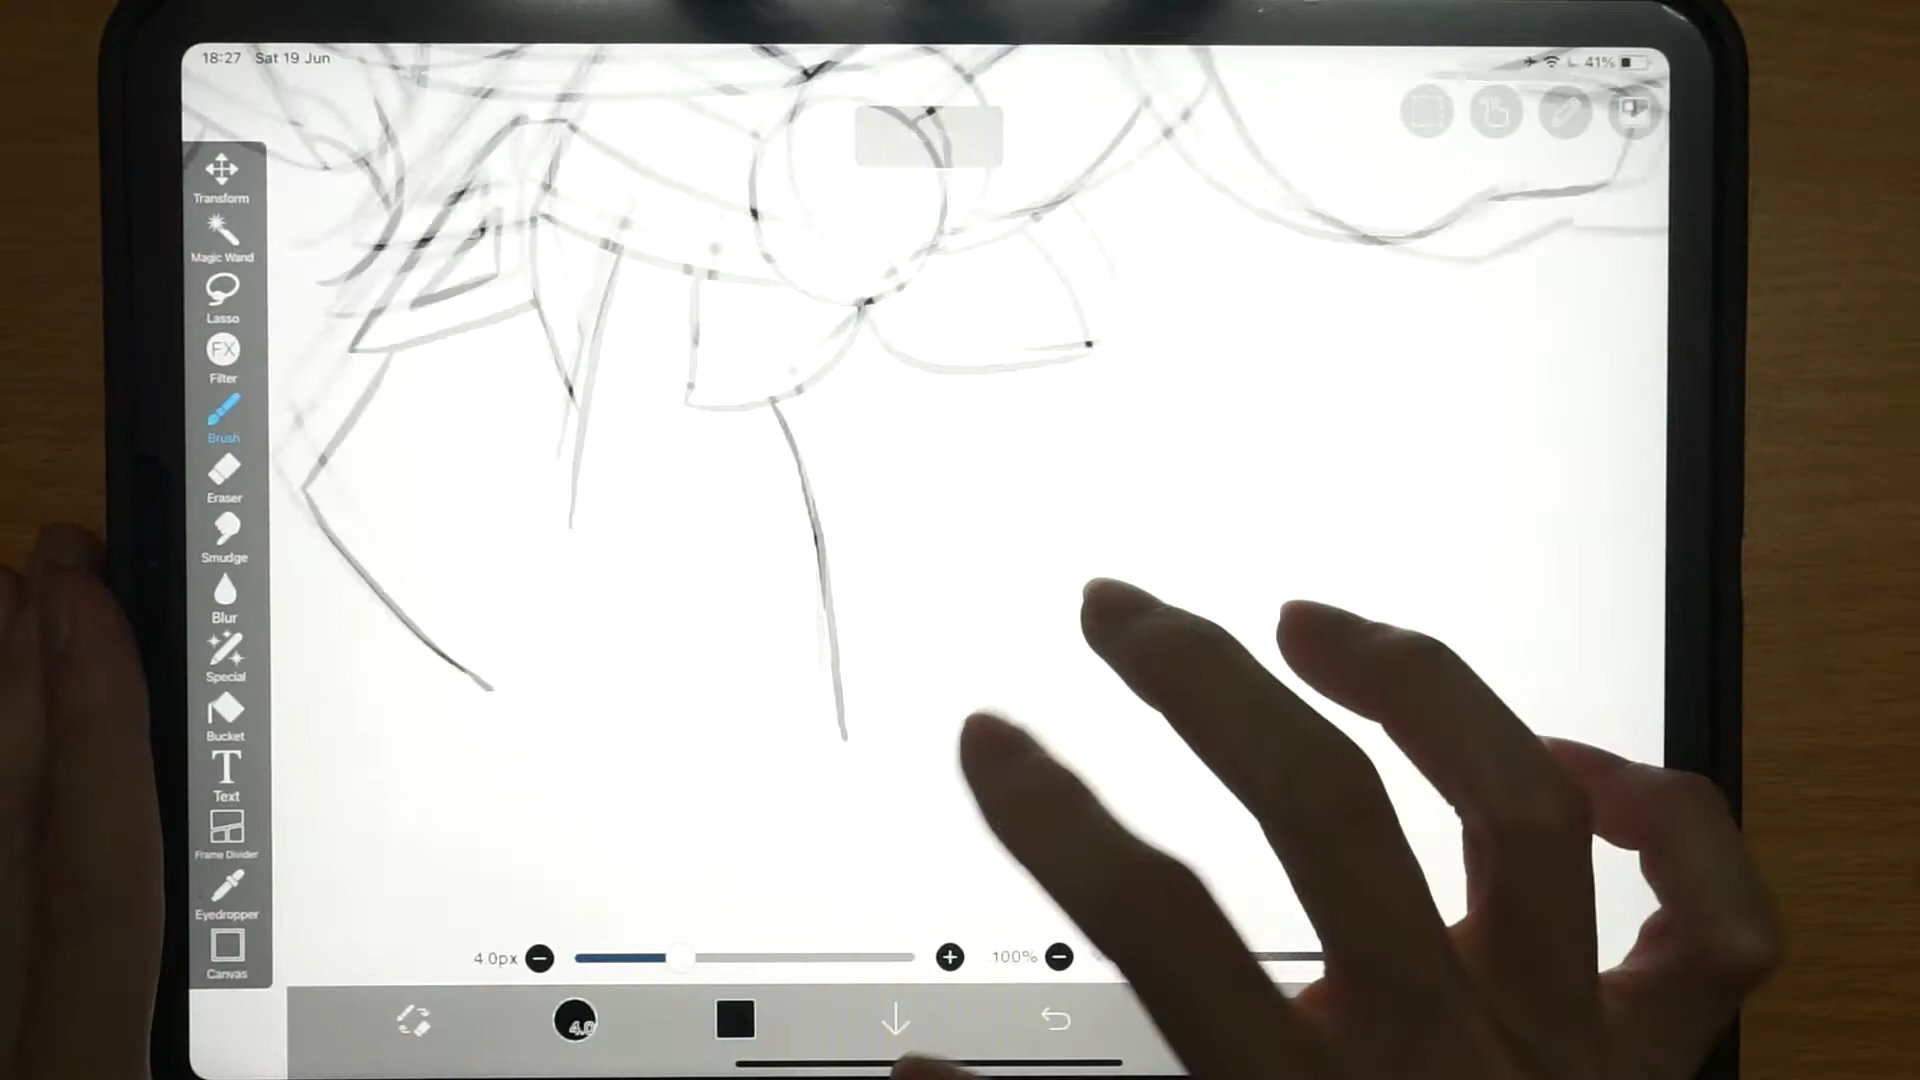 18:27 Sat 19 Jun
41%
Transform
Magic Wand
Lasso
FX
Filter
Brush
Eraser
Smudge
Blur
Special
Bucket
T
Text
Frame Divider
Eyedropper
Canvas
4.0px
100%
4.0